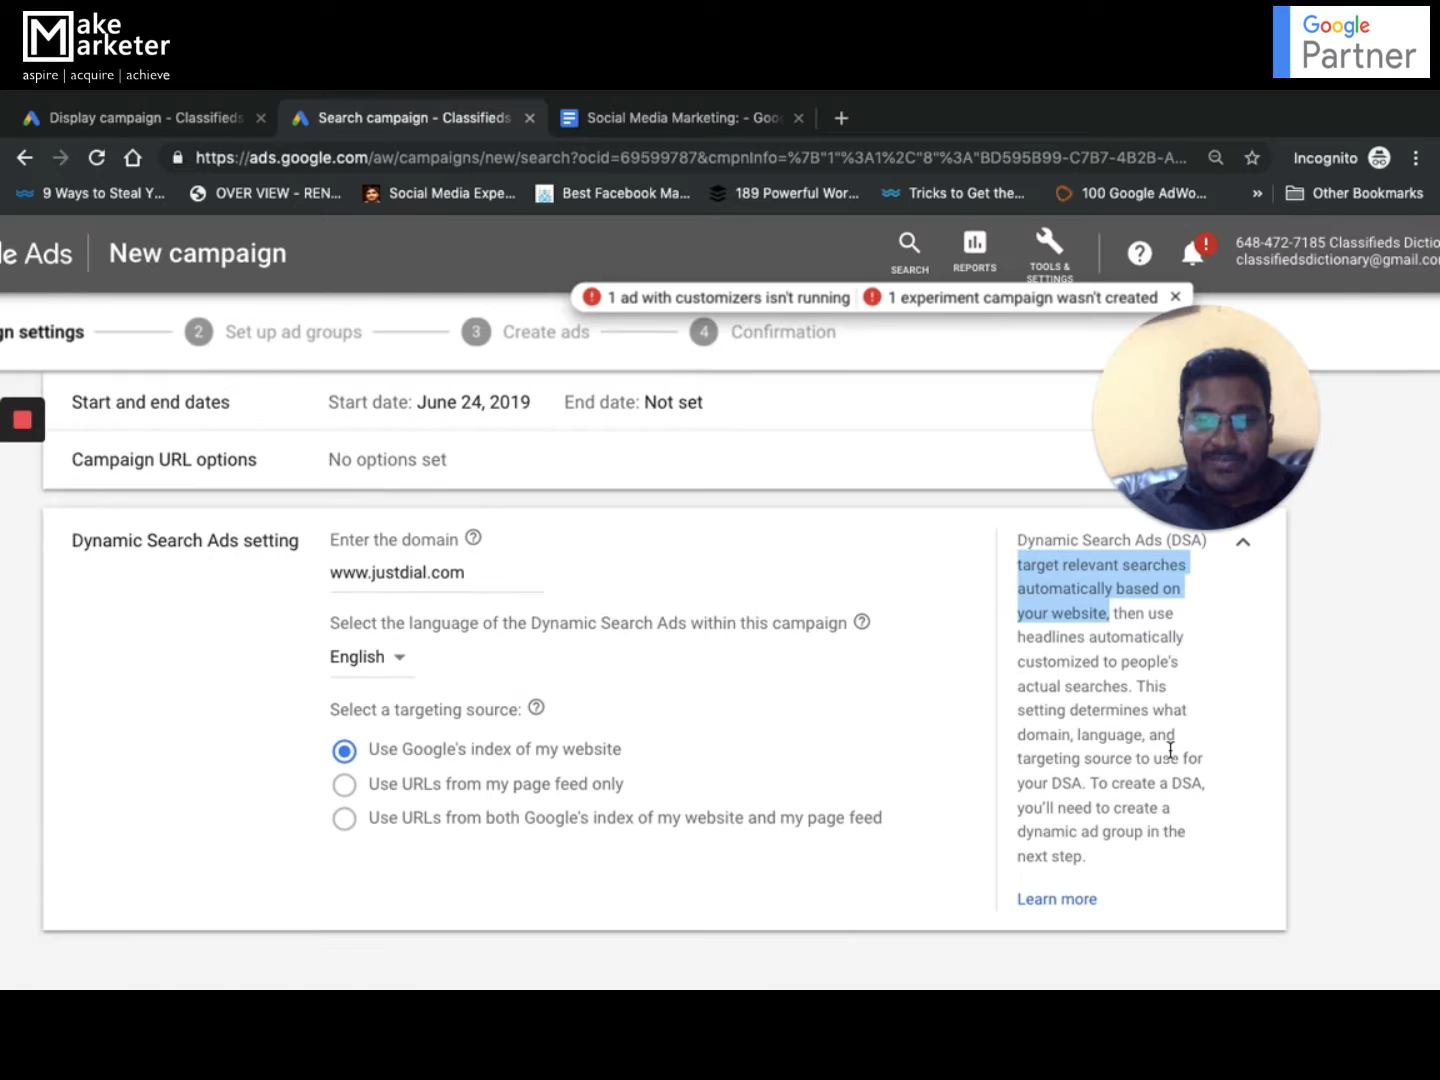 Make
Marketer
aspire | acquire | achieve
Google
Partner
Display campaign - Classifieds
Search campaign - Classifieds
Social Media Marketing: - Goo
https://ads.google.com/aw/campaigns/new/search?ocid=69599787&cmpnInfo=%7B"1"%3A1%2C"8"%3A"BD595B99-C7B7-4B2B-A...
Incognito
9 Ways to Steal Y...
OVER VIEW - REN...
Social Media Expe...
Best Facebook Ma...
189 Powerful Wor...
Tricks to Get the...
100 Google AdWo...
»
Other Bookmarks
le Ads
New campaign
SEARCH
REPORTS
TOOLS &
SETTINGS
648-472-7185 Classifieds Dictio
classifiedsdictionary@gmail.co
1 ad with customizers isn't running
1 experiment campaign wasn't created
gn settings
2 Set up ad groups
3 Create ads
4 Confirmation
Start and end dates
Start date: June 24, 2019
End date: Not set
Campaign URL options
No options set
Dynamic Search Ads setting
Enter the domain
www.justdial.com
Select the language of the Dynamic Search Ads within this campaign
English
Select a targeting source:
Use Google's index of my website
Use URLs from my page feed only
Use URLs from both Google's index of my website and my page feed
Dynamic Search Ads (DSA)
target relevant searches
automatically based on
your website, then use
headlines automatically
customized to people's
actual searches. This
setting determines what
domain, language, and
targeting source to use for
your DSA. To create a DSA,
you'll need to create a
dynamic ad group in the
next step.
Learn more